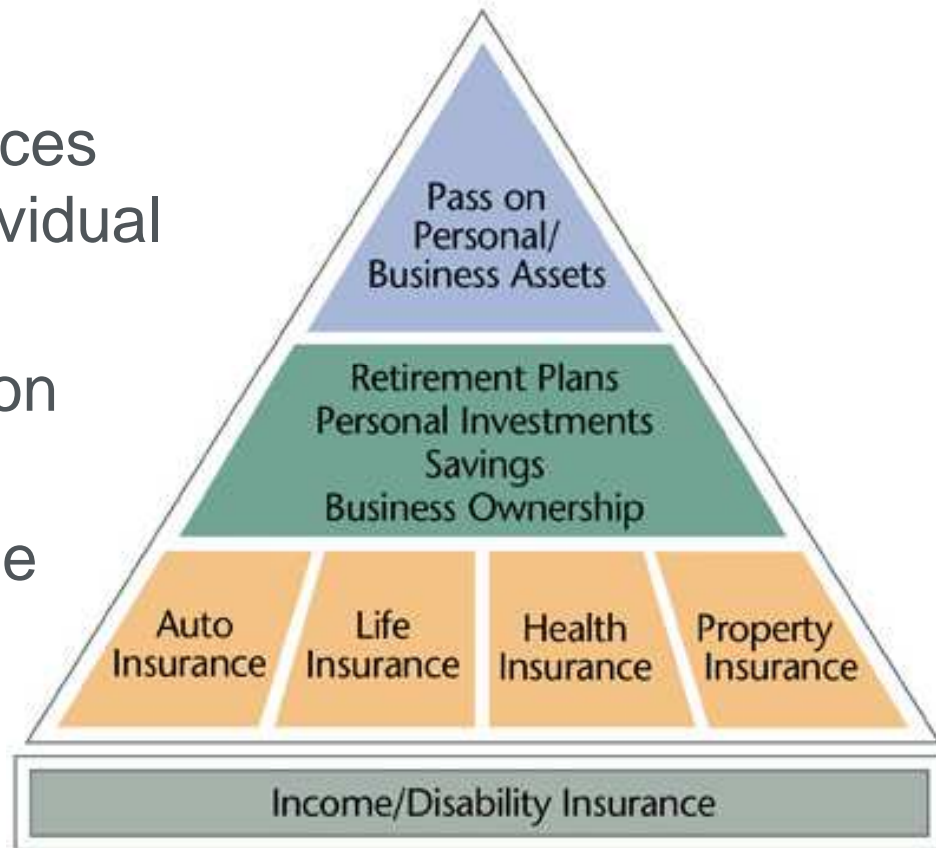 ces
vidual
on
e
Pass on
Personal/
Business Assets
Retirement Plans
Personal Investments
Savings
Business Ownership
Auto
Insurance
Life
Insurance
Health
Insurance
Property
Insurance
Income/Disability Insurance